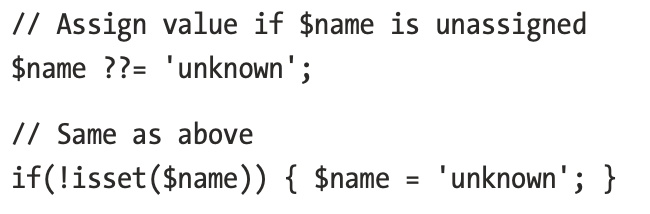 // Assign value if $name is unassigned
$name ??= 'unknown';
// Same as above
if(!isset($name)) { $name = 'unknown'; }